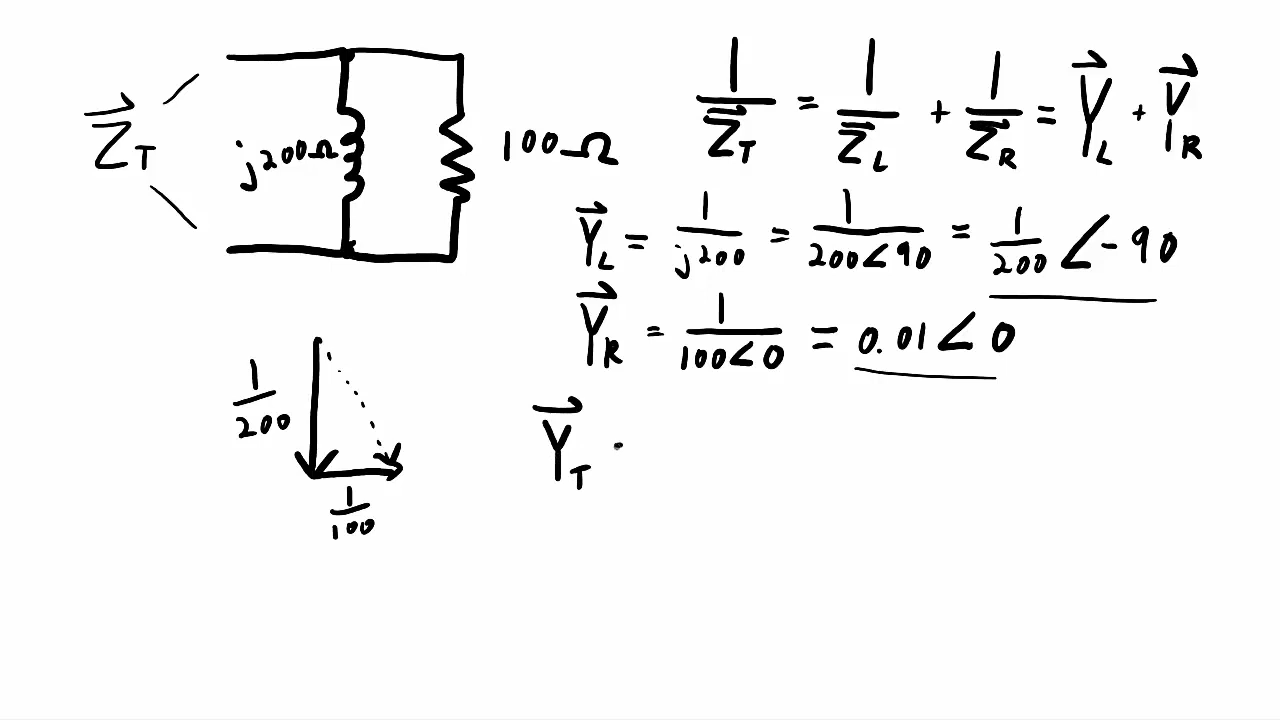 Z_T
j200Ω
100Ω
1/Z_T = 1/Z_L + 1/Z_R = Y_L + Y_R
Y_L = 1/j200 = 1/200∠90 = 1/200 ∠-90
Y_R = 1/100∠0 = 0.01∠0
1/200
1/100
Y_T